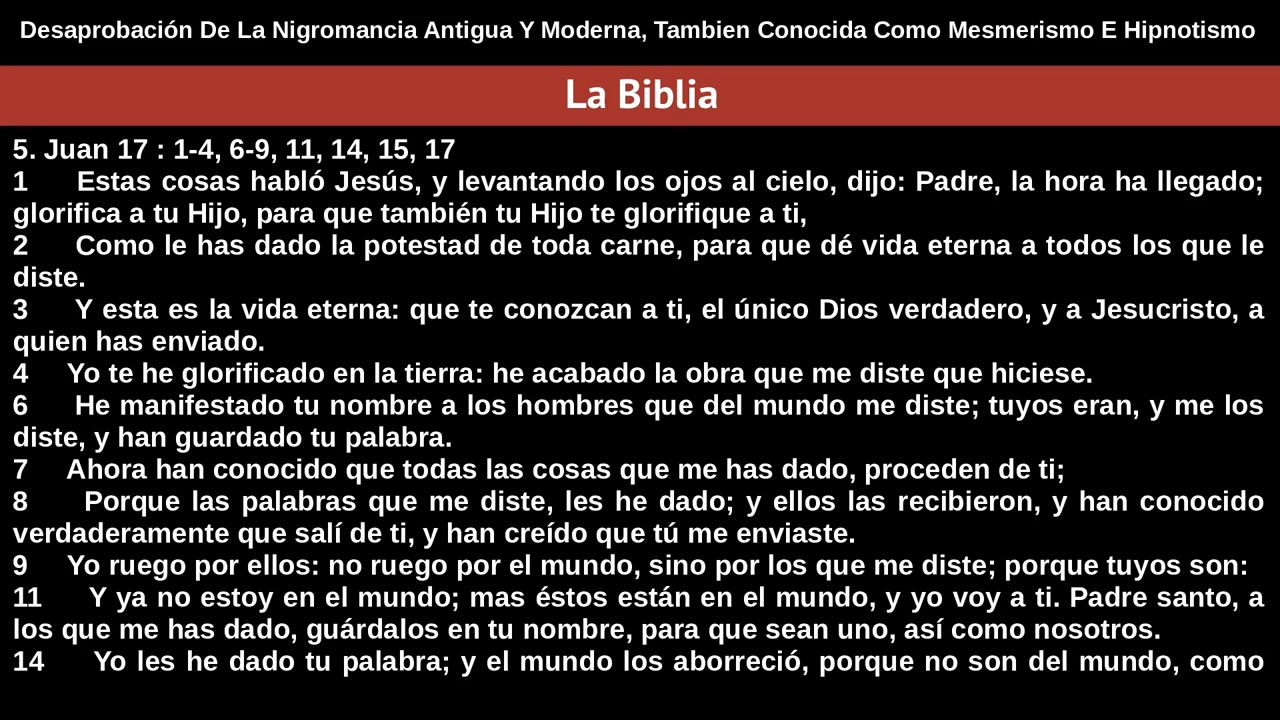 Desaprobación De La Nigromancia Antigua Y Moderna, Tambien Conocida Como Mesmerismo E Hipnotismo
La Biblia
5. Juan 17 : 1-4, 6-9, 11, 14, 15, 17
1 Estas cosas habló Jesús, y levantando los ojos al cielo, dijo: Padre, la hora ha llegado;
glorifica a tu Hijo, para que también tu Hijo te glorifique a ti,
2 Como le has dado la potestad de toda carne, para que dé vida eterna a todos los que le
diste.
3 Y esta es la vida eterna: que te conozcan a ti, el único Dios verdadero, y a Jesucristo, a
quien has enviado.
4 Yo te he glorificado en la tierra: he acabado la obra que me diste que hiciese.
6 He manifestado tu nombre a los hombres que del mundo me diste; tuyos eran, y me los
diste, y han guardado tu palabra.
7 Ahora han conocido que todas las cosas que me has dado, proceden de ti;
8 Porque las palabras que me diste, les he dado; y ellos las recibieron, y han conocido
verdaderamente que salí de ti, y han creído que tú me enviaste.
9 Yo ruego por ellos: no ruego por el mundo, sino por los que me diste; porque tuyos son:
11 Y ya no estoy en el mundo; mas éstos están en el mundo, y yo voy a ti. Padre santo, a
los que me has dado, guárdalos en tu nombre, para que sean uno, así como nosotros.
14 Yo les he dado tu palabra; y el mundo los aborreció, porque no son del mundo, como